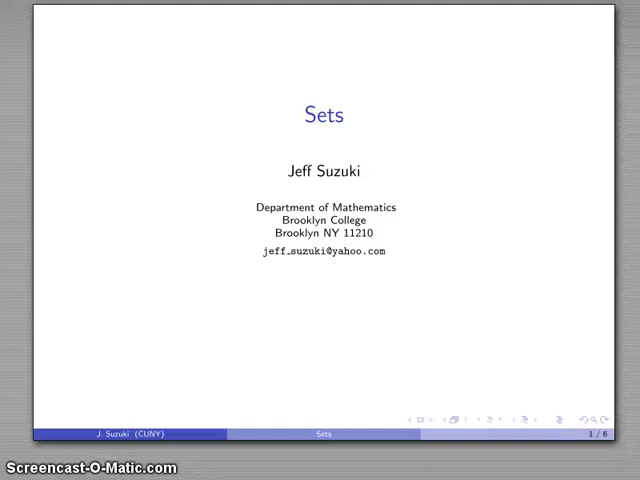 Sets
Jeff Suzuki
Department of Mathematics
Brooklyn College
Brooklyn NY 11210
jeff_suzuki@yahoo.com
J. Suzuki (CUNY)
Sets
1 / 6
Screencast-O-Matic.com